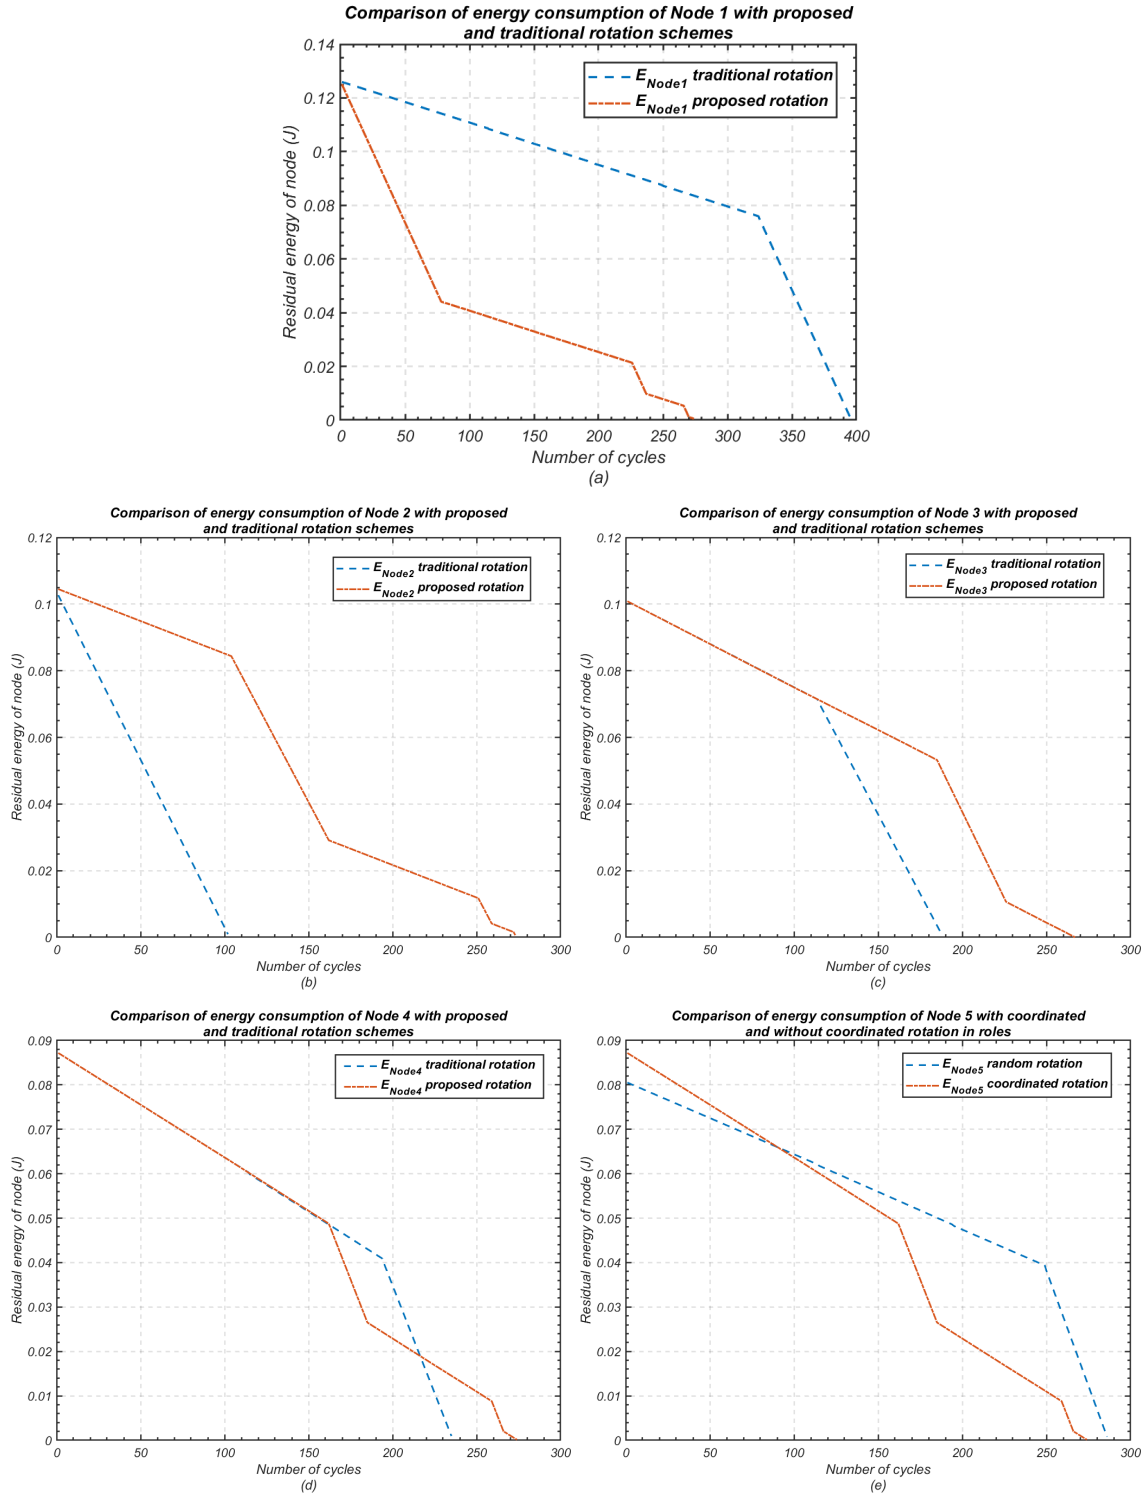 Comparison of energy consumption of Node 1 with proposed
and traditional rotation schemes
0.14
0.12
0.1
0.08
0.06
0.04
0.02
0
Residual energy of node (J)
E_Node1 traditional rotation
E_Node1 proposed rotation
0 50 100 150 200 250 300 350 400
Number of cycles
(a)
Comparison of energy consumption of Node 2 with proposed
and traditional rotation schemes
0.12
0.1
0.08
0.06
0.04
0.02
0
Residual energy of node (J)
E_Node2 traditional rotation
E_Node2 proposed rotation
0 50 100 150 200 250 300
Number of cycles
(b)
Comparison of energy consumption of Node 3 with proposed
and traditional rotation schemes
0.12
0.1
0.08
0.06
0.04
0.02
0
Residual energy of node (J)
E_Node3 traditional rotation
E_Node3 proposed rotation
0 50 100 150 200 250 300
Number of cycles
(c)
Comparison of energy consumption of Node 4 with proposed
and traditional rotation schemes
0.09
0.08
0.07
0.06
0.05
0.04
0.03
0.02
0.01
0
Residual energy of node (J)
E_Node4 traditional rotation
E_Node4 proposed rotation
0 50 100 150 200 250 300
Number of cycles
(d)
Comparison of energy consumption of Node 5 with coordinated
and without coordinated rotation in roles
0.09
0.08
0.07
0.06
0.05
0.04
0.03
0.02
0.01
0
Residual energy of node (J)
E_Node5 random rotation
E_Node5 coordinated rotation
0 50 100 150 200 250 300
Number of cycles
(e)